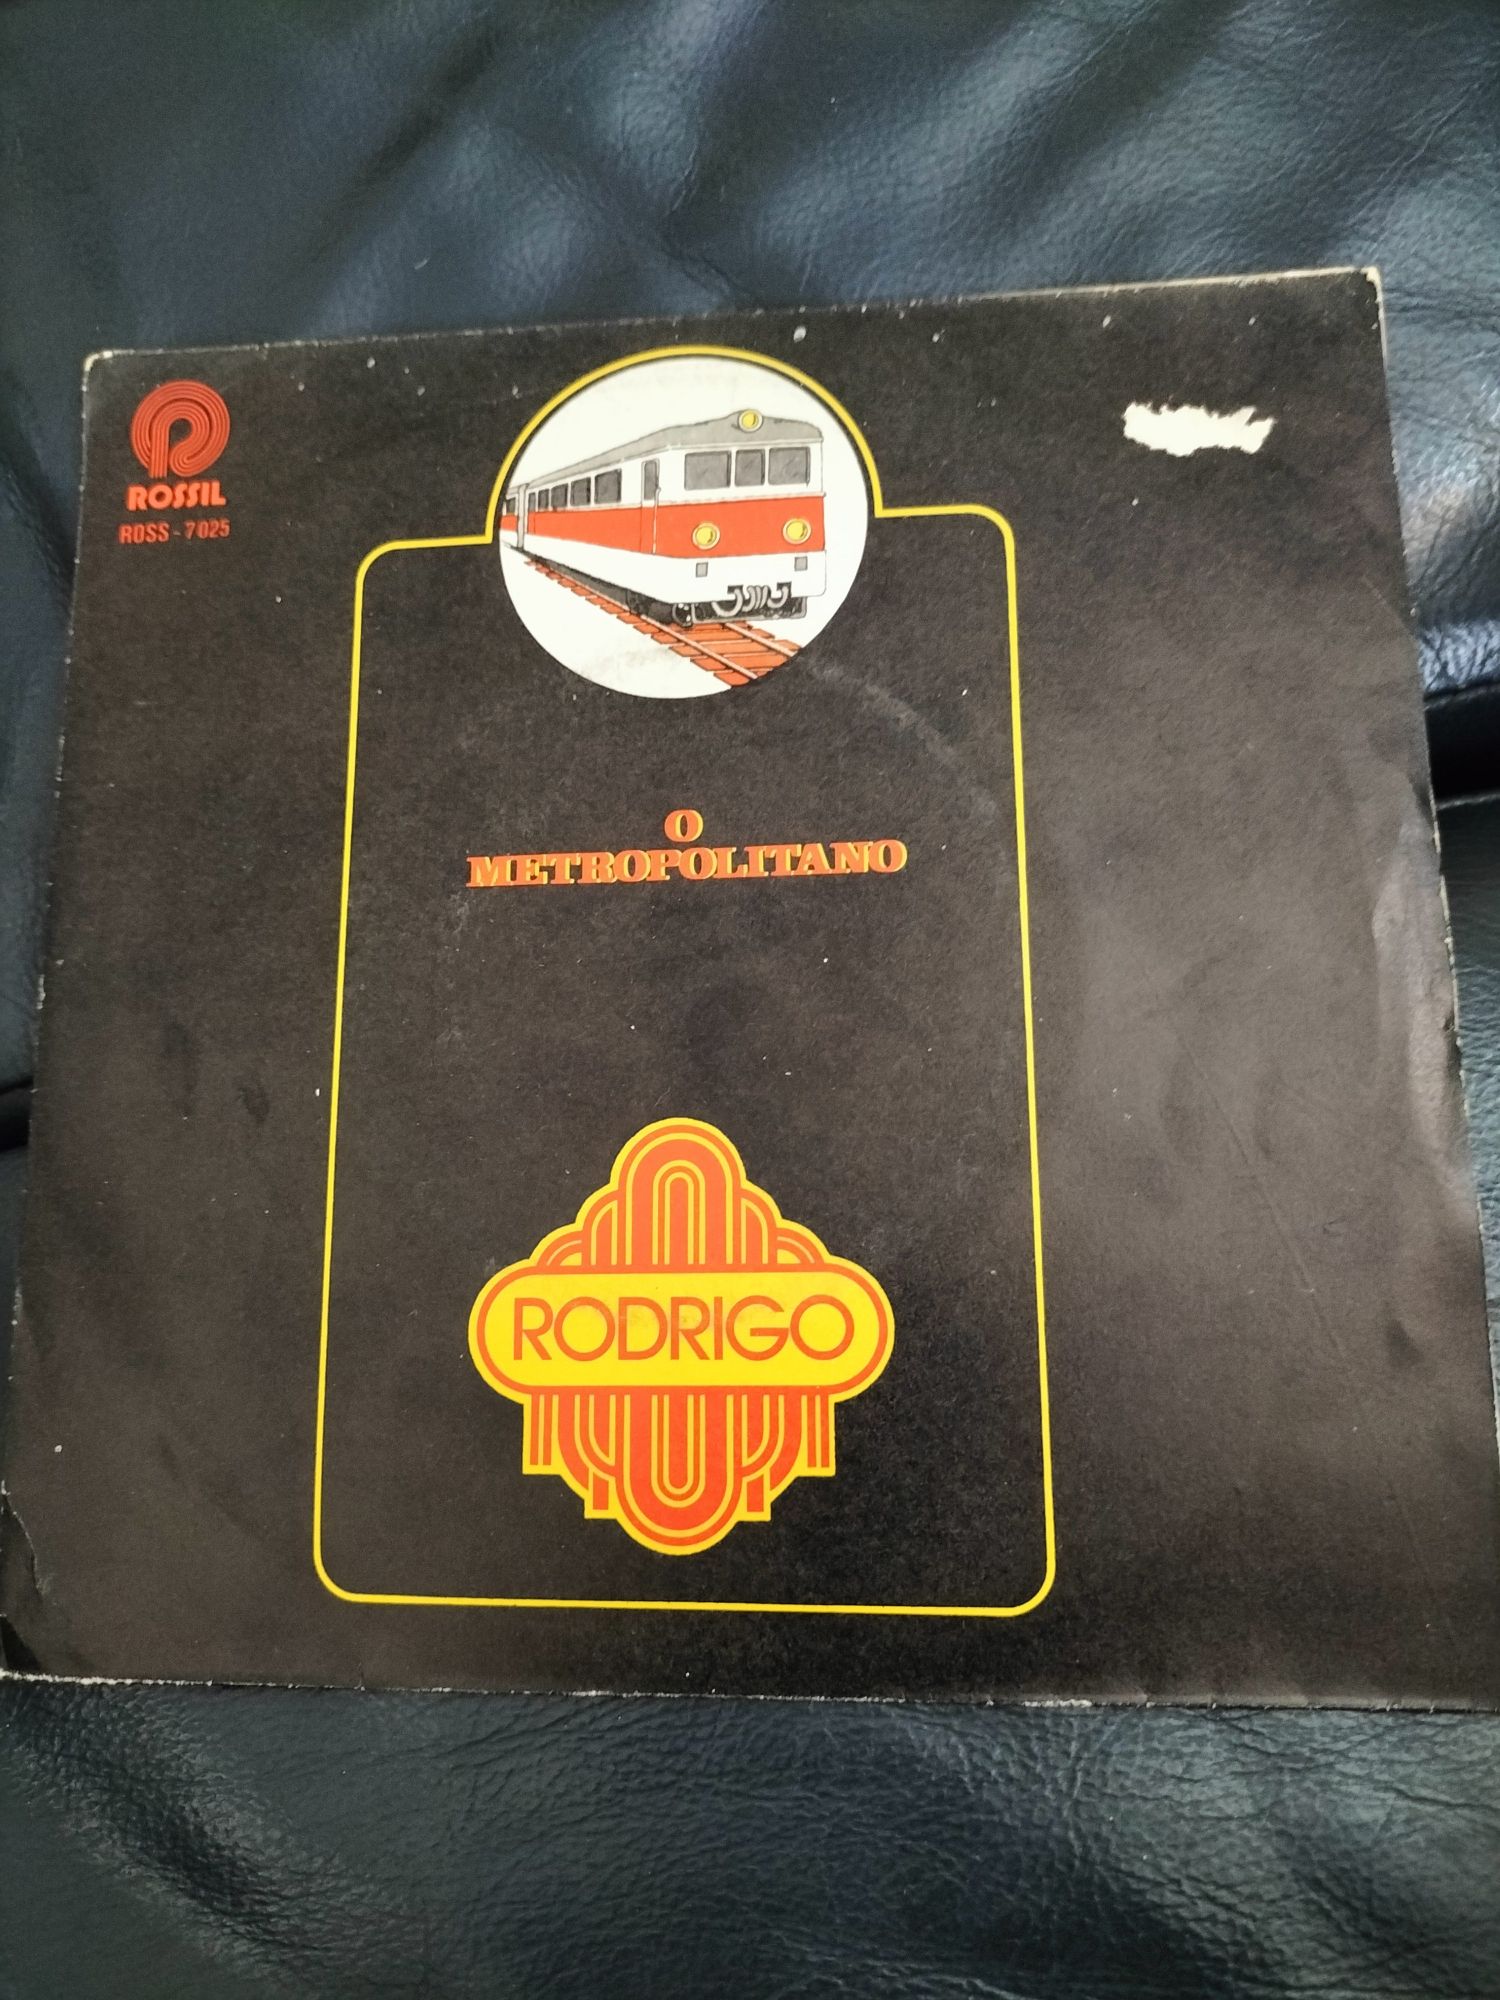 ROSSIL
ROSS - 7025
O
METROPOLITANO
RODRIGO